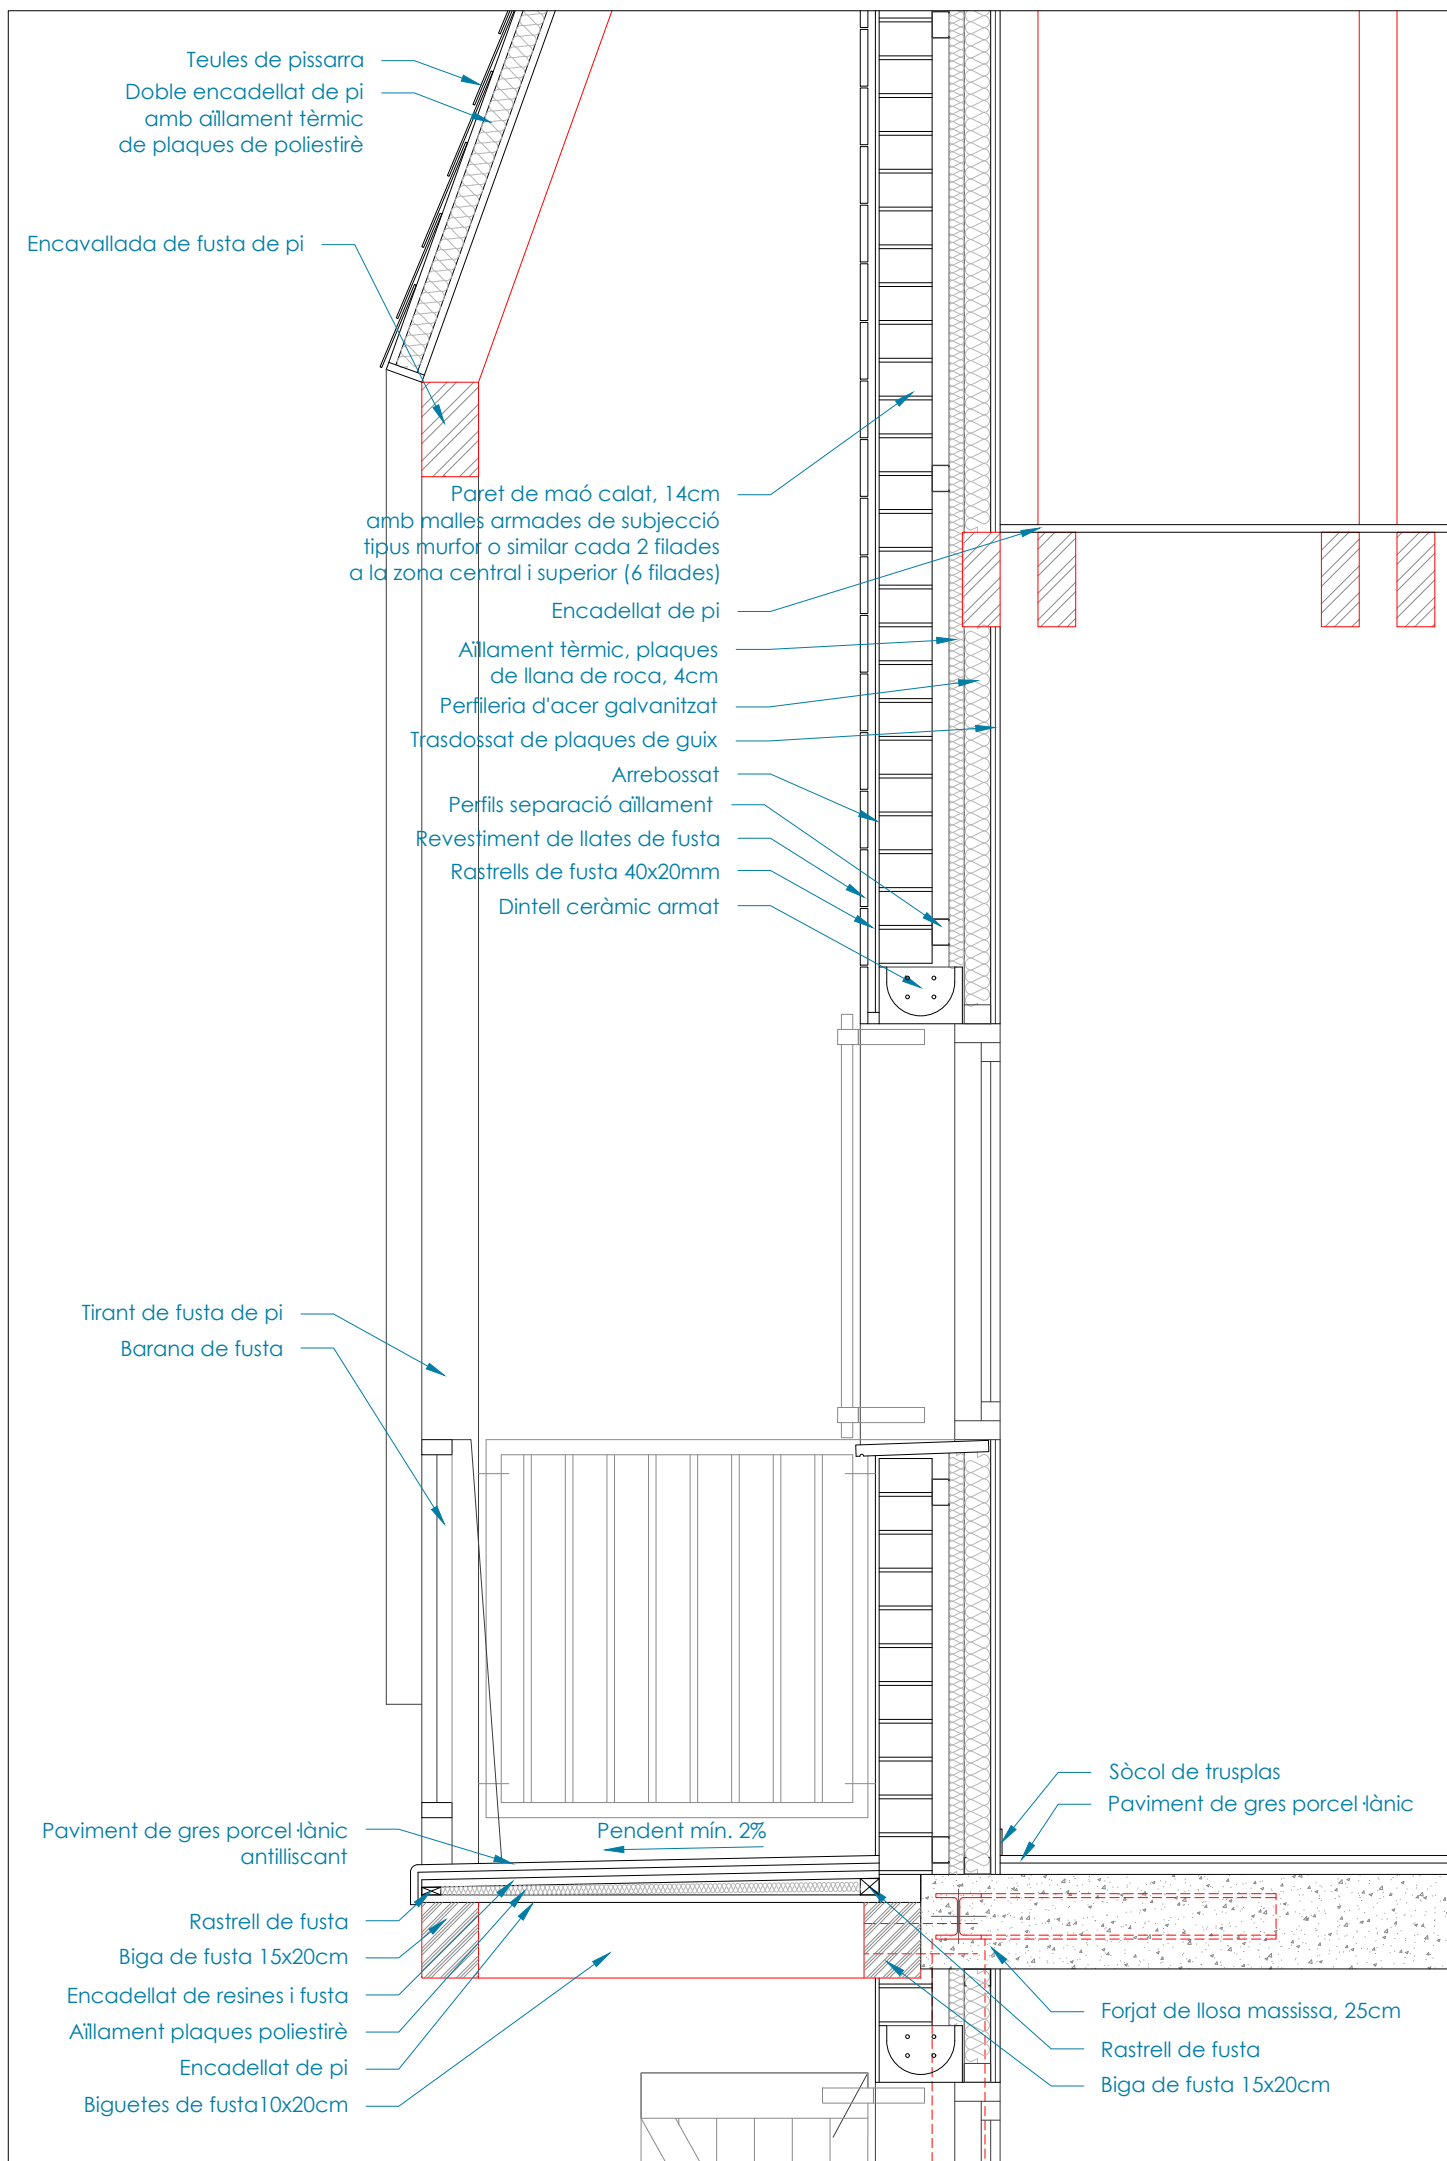 Teules de pissarra
Doble encadellat de pi
amb aïllament tèrmic
de plaques de poliestirè
Encavallada de fusta de pi
Paret de maó calat, 14cm
amb malles armades de subjecció
tipus murfor o similar cada 2 filades
a la zona central i superior (6 filades)
Encadellat de pi
Aïllament tèrmic, plaques
de llana de roca, 4cm
Perfileria d'acer galvanitzat
Trasdossat de plaques de guix
Arrebossat
Perfils separació aïllament
Revestiment de llates de fusta
Rastrells de fusta 40x20mm
Dintell ceràmic armat
Tirant de fusta de pi
Barana de fusta
Sòcol de trusplas
Paviment de gres porcel·lànic
Paviment de gres porcel·lànic
antilliscant
Pendent mín. 2%
Rastrell de fusta
Biga de fusta 15x20cm
Encadellat de resines i fusta
Aïllament plaques poliestirè
Encadellat de pi
Biguetes de fusta10x20cm
Forjat de llosa massissa, 25cm
Rastrell de fusta
Biga de fusta 15x20cm